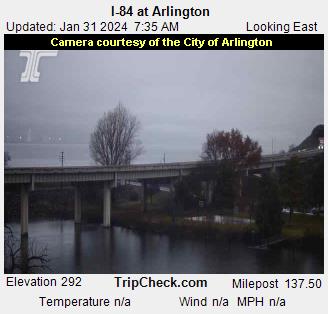 I-84 at Arlington
Updated: Jan 31 2024 7:35 AM Looking East
Camera courtesy of the City of Arlington
Elevation 292 TripCheck.com Milepost 137.50
Temperature n/a Wind n/a MPH n/a